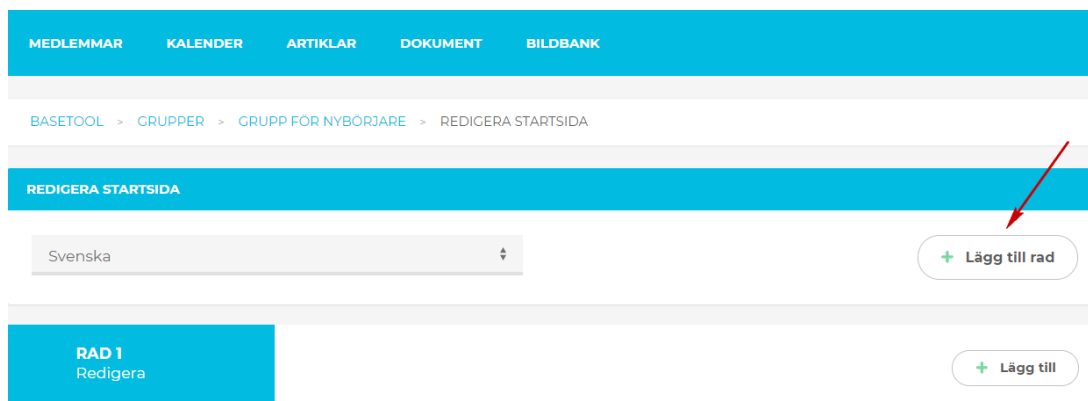 MEDLEMMAR KALENDER ARTIKLAR DOKUMENT BILDBANK
BASETOOL > GRUPPER > GRUPP FÖR NYBÖRJARE > REDIGERA STARTSIDA
REDIGERA STARTSIDA
Svenska
+ Lägg till rad
RAD 1
Redigera
+ Lägg till